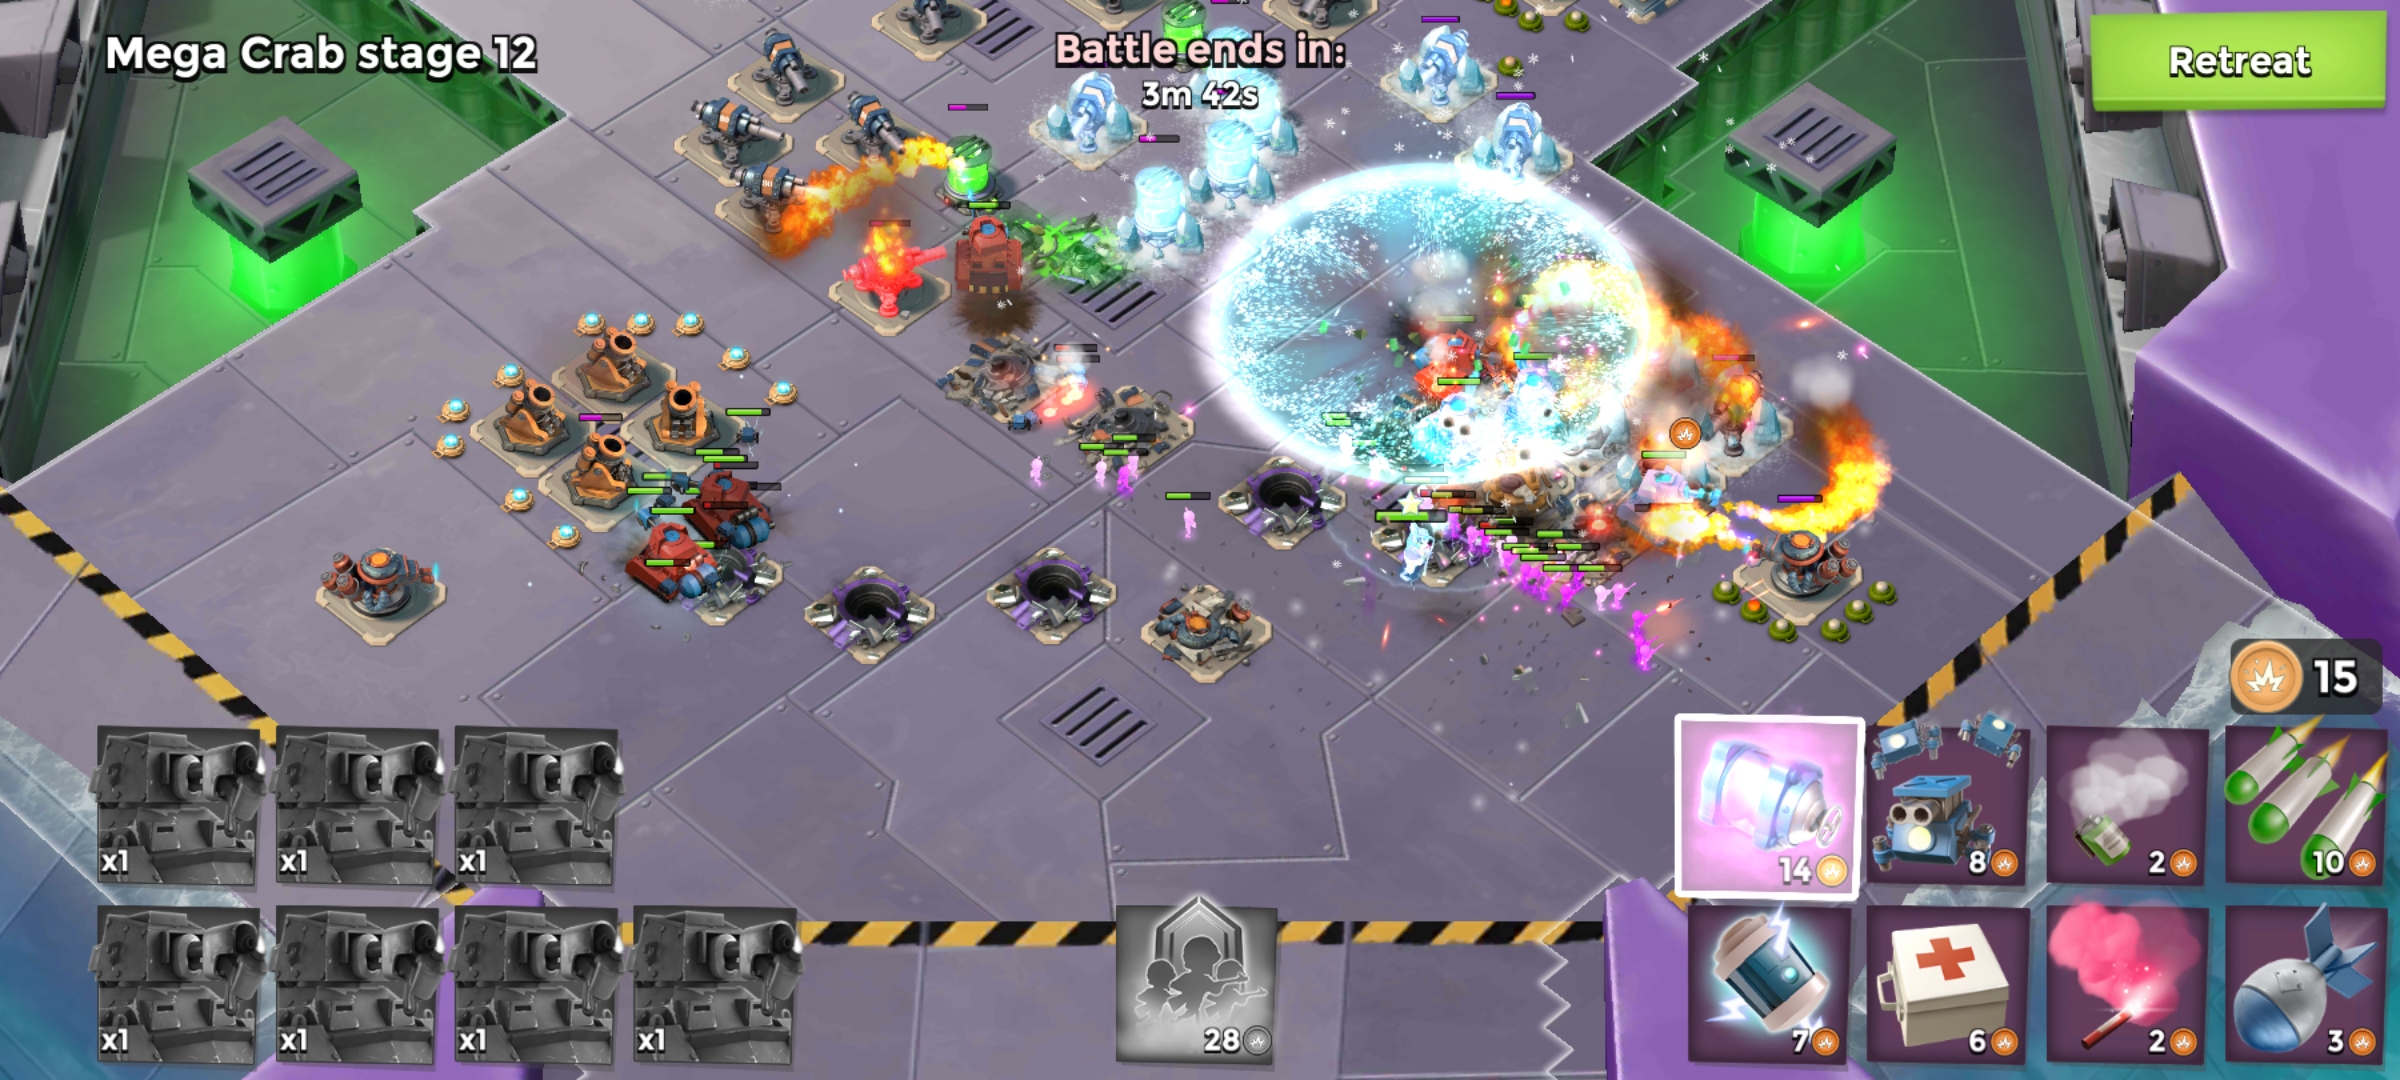 Mega Crab stage 12
Battle ends in:
3m 42s
Retreat
15
x1
x1
x1
14
8
2
10
x1
x1
x1
x1
28
7
6
2
3